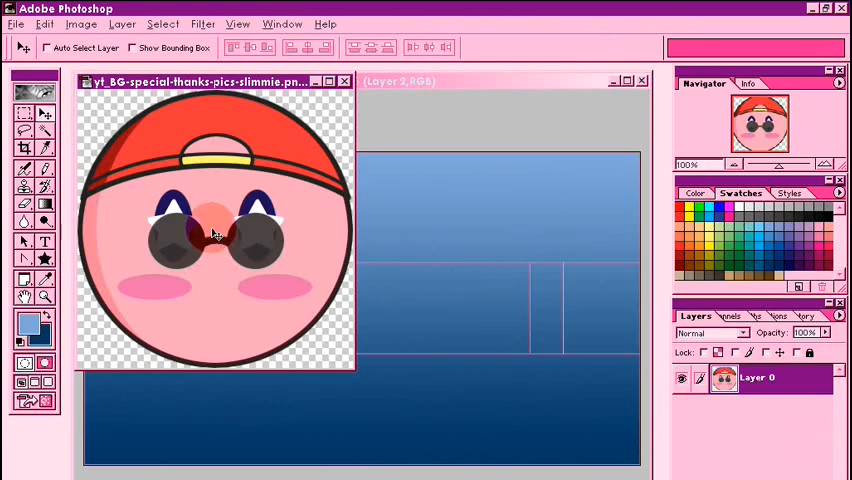 Adobe Photoshop
File Edit Image Layer Select Filter View Window Help
Auto Select Layer Show Bounding Box
yt_BG-special-thanks-pics-slimmie.pn...
(Layer 2,RGB)
Navigator Info
100%
Color Swatches Styles
Layers
Normal Opacity: 100%
Lock:
Layer 0